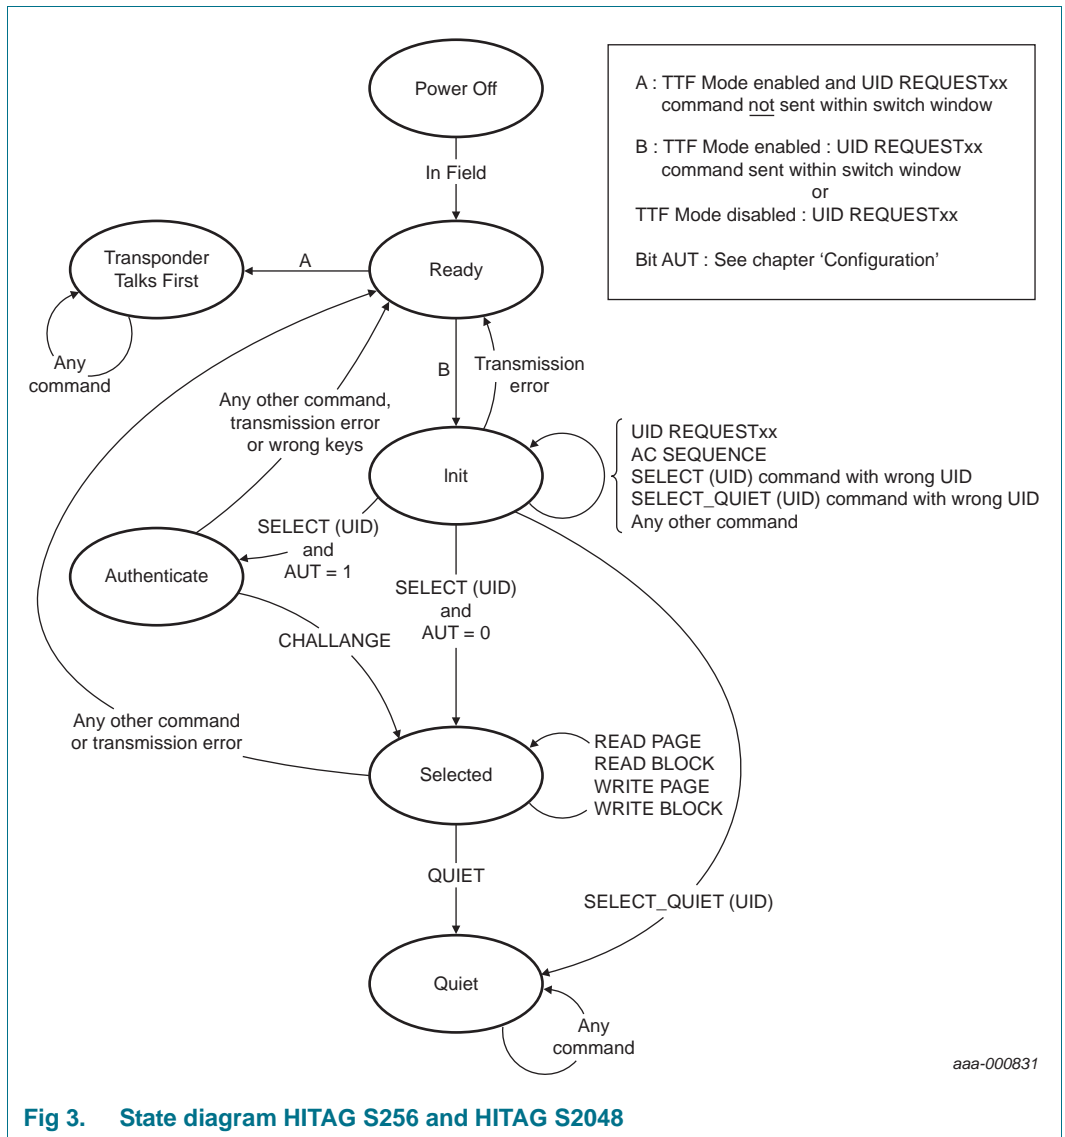 Power Off
A : TTF Mode enabled and UID REQUESTxx
command not sent within switch window
B : TTF Mode enabled : UID REQUESTxx
command sent within switch window
or
TTF Mode disabled : UID REQUESTxx
Bit AUT : See chapter ‘Configuration’
In Field
Transponder
Talks First
A
Ready
Any
command
B
Transmission
error
Any other command,
transmission error
or wrong keys
Init
UID REQUESTxx
AC SEQUENCE
SELECT (UID) command with wrong UID
SELECT_QUIET (UID) command with wrong UID
Any other command
SELECT (UID)
and
AUT = 1
Authenticate
SELECT (UID)
and
AUT = 0
CHALLANGE
Any other command
or transmission error
Selected
READ PAGE
READ BLOCK
WRITE PAGE
WRITE BLOCK
QUIET
SELECT_QUIET (UID)
Quiet
Any
command
aaa-000831
Fig 3. State diagram HITAG S256 and HITAG S2048